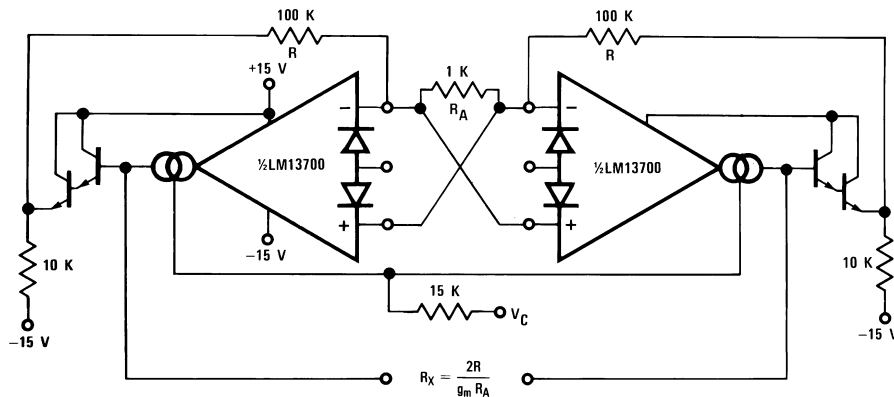 100 K
R
100 K
R
+15 V
1 K
R_A
−
−
½LM13700
½LM13700
+
+
−15 V
10 K
10 K
15 K
V_C
−15 V
−15 V
R_X = 2R / g_m R_A